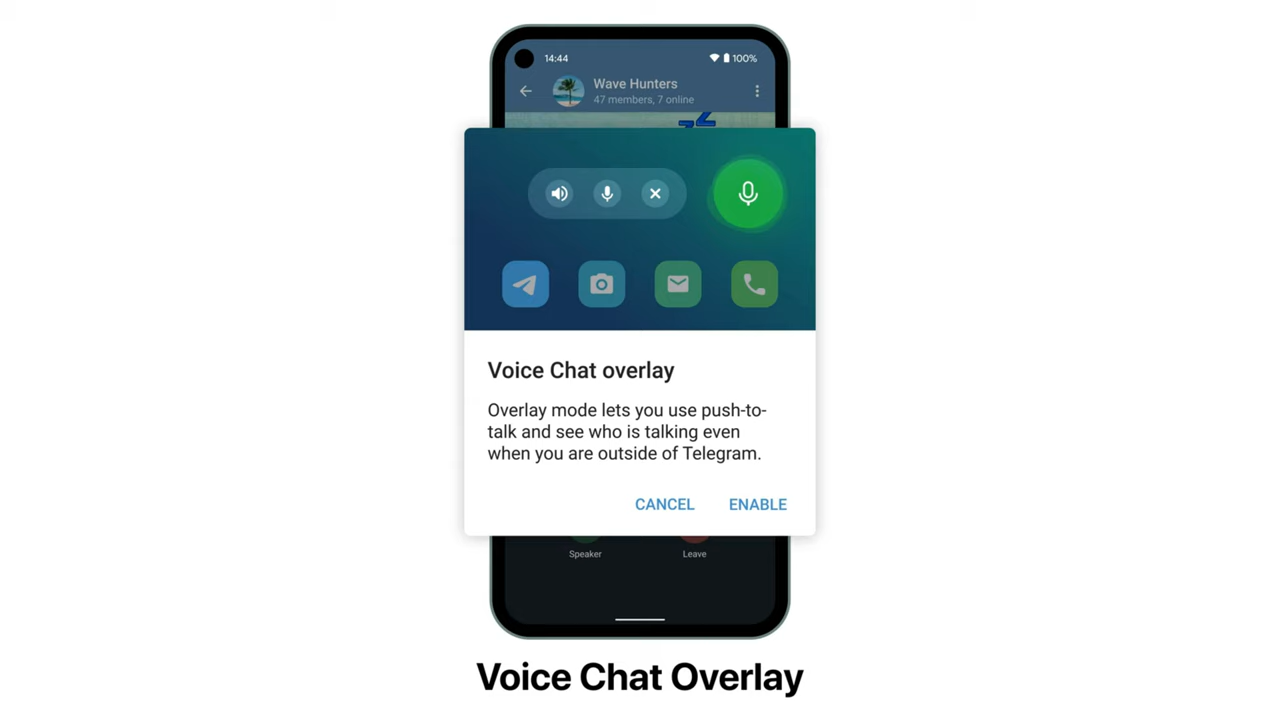 14:44
100%
Wave Hunters
47 members, 7 online
Voice Chat overlay
Overlay mode lets you use push-to-
talk and see who is talking even
when you are outside of Telegram.
CANCEL
ENABLE
Speaker
Leave
Voice Chat Overlay